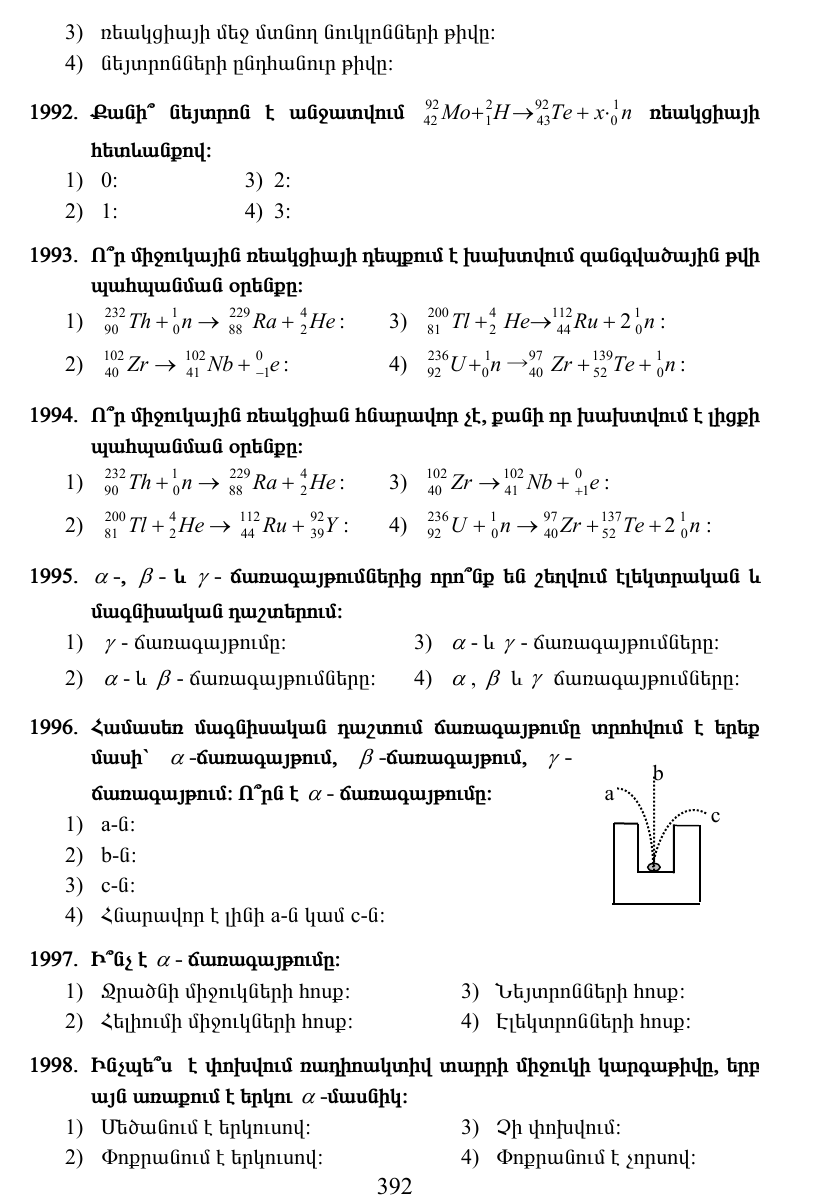 3) ռեակցիայի մեջ մտնող նուկլոնների թիվը:
4) նեյտրոնների ընդհանուր թիվը:
1992. Քանի՞ նեյտրոն է անջատվում ⁹²₄₂Mo+²₁H→⁹²₄₃Te + x·¹₀n ռեակցիայի
հետևանքով:
1) 0: 3) 2:
2) 1: 4) 3:
1993. Ո՞ր միջուկային ռեակցիայի դեպքում է խախտվում զանգվածային թվի
պահպանման օրենքը:
1) ²³²₉₀Th + ¹₀n → ²²⁹₈₈Ra + ⁴₂He: 3) ²⁰⁰₈₁Tl + ⁴₂He→¹¹²₄₄Ru + 2 ¹₀n:
2) ¹⁰²₄₀Zr → ¹⁰²₄₁Nb + ⁰₋₁e: 4) ²³⁶₉₂U+¹₀n →⁹⁷₄₀Zr + ¹³⁹₅₂Te + ¹₀n:
1994. Ո՞ր միջուկային ռեակցիան հնարավոր չէ, քանի որ խախտվում է լիցքի
պահպանման օրենքը:
1) ²³²₉₀Th + ¹₀n → ²²⁹₈₈Ra + ⁴₂He: 3) ¹⁰²₄₀Zr → ¹⁰²₄₁Nb + ⁰₊₁e:
2) ²⁰⁰₈₁Tl + ⁴₂He → ¹¹²₄₄Ru + ⁹²₃₉Y: 4) ²³⁶₉₂U + ¹₀n → ⁹⁷₄₀Zr + ¹³⁷₅₂Te + 2 ¹₀n:
1995. α -, β - և γ - ճառագայթումներից որո՞նք են շեղվում էլեկտրական և
մագնիսական դաշտերում:
1) γ - ճառագայթումը: 3) α - և γ - ճառագայթումները:
2) α - և β - ճառագայթումները: 4) α , β և γ ճառագայթումները:
1996. Համասեռ մագնիսական դաշտում ճառագայթումը տրոհվում է երեք
մասի` α -ճառագայթում, β -ճառագայթում, γ -
ճառագայթում: Ո՞րն է α - ճառագայթումը:
1) a-ն:
2) b-ն:
3) c-ն:
4) Հնարավոր է լինի a-ն կամ c-ն:
b
a
c
1997. Ի՞նչ է α - ճառագայթումը:
1) Ջրածնի միջուկների հոսք: 3) Նեյտրոնների հոսք:
2) Հելիումի միջուկների հոսք: 4) Էլեկտրոնների հոսք:
1998. Ինչպե՞ս է փոխվում ռադիոակտիվ տարրի միջուկի կարգաթիվը, երբ
այն առաքում է երկու α -մասնիկ:
1) Մեծանում է երկուսով: 3) Չի փոխվում:
2) Փոքրանում է երկուսով: 4) Փոքրանում է չորսով:
392